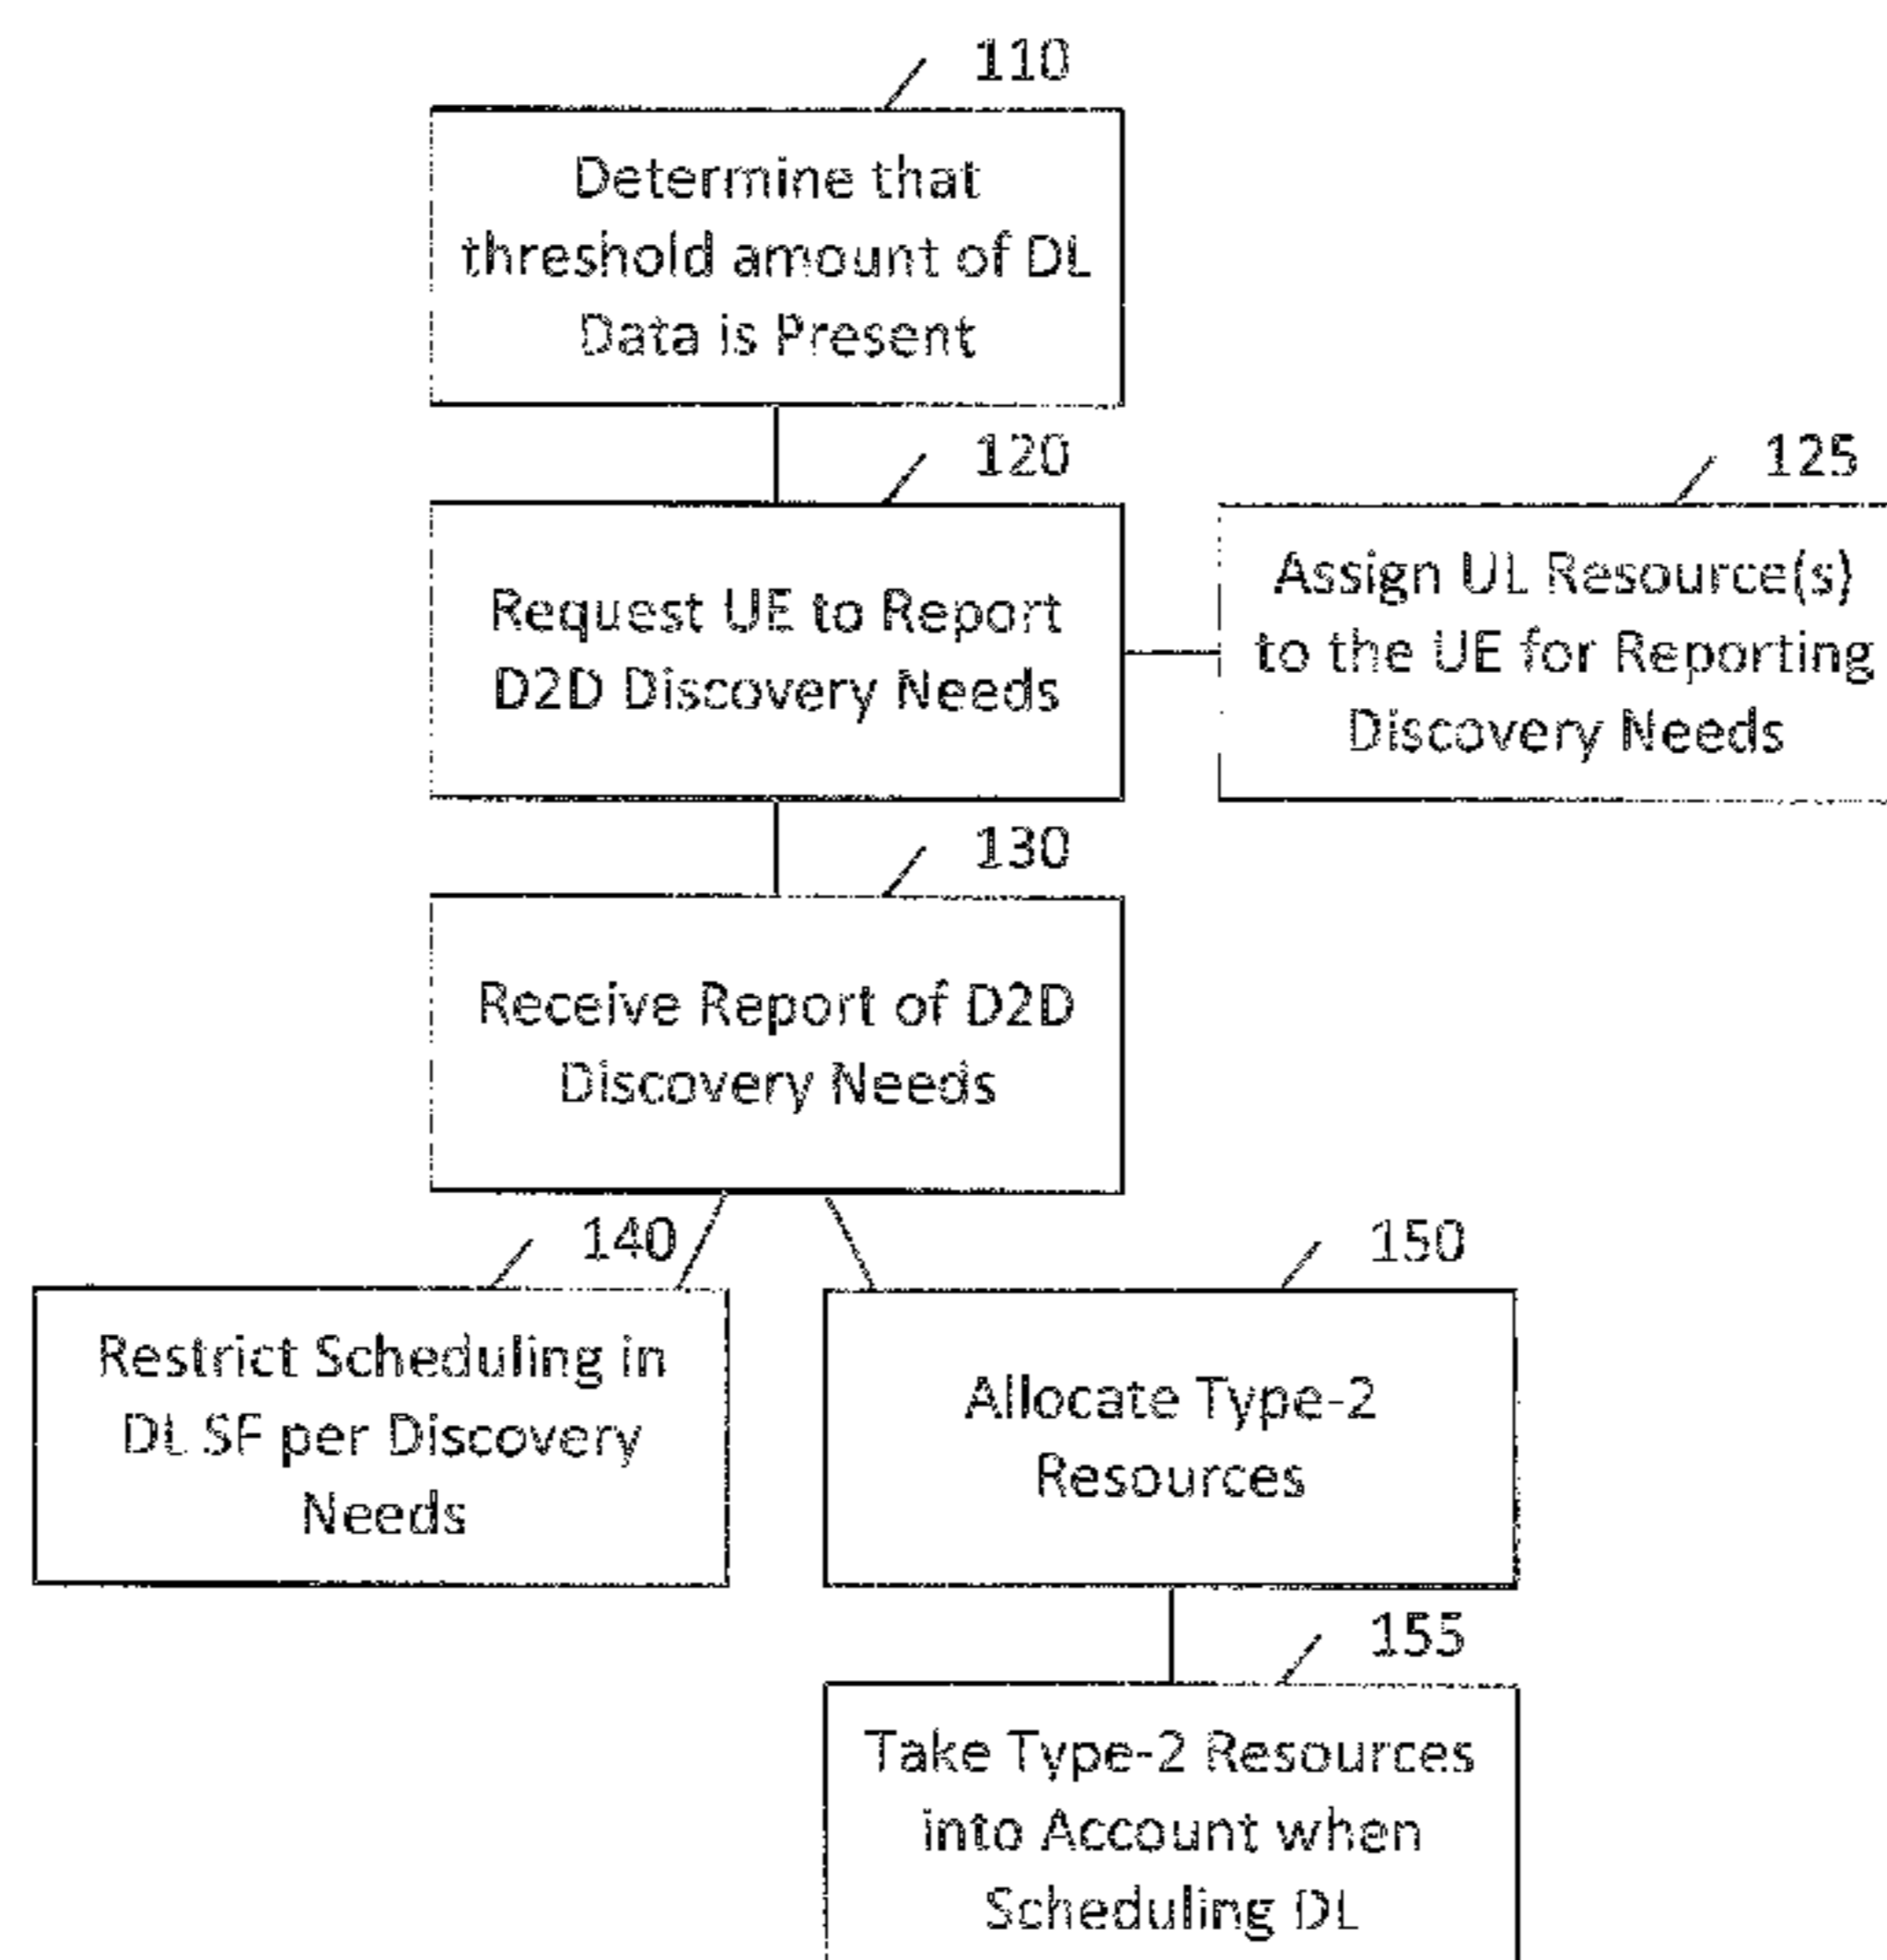 110
Determine that
threshold amount of DL
Data is Present
120
Request UE to Report
D2D Discovery Needs
125
Assign UL Resource(s)
to the UE for Reporting
Discovery Needs
130
Receive Report of D2D
Discovery Needs
140
Restrict Scheduling in
DL SF per Discovery
Needs
150
Allocate Type-2
Resources
155
Take Type-2 Resources
into Account when
Scheduling DL